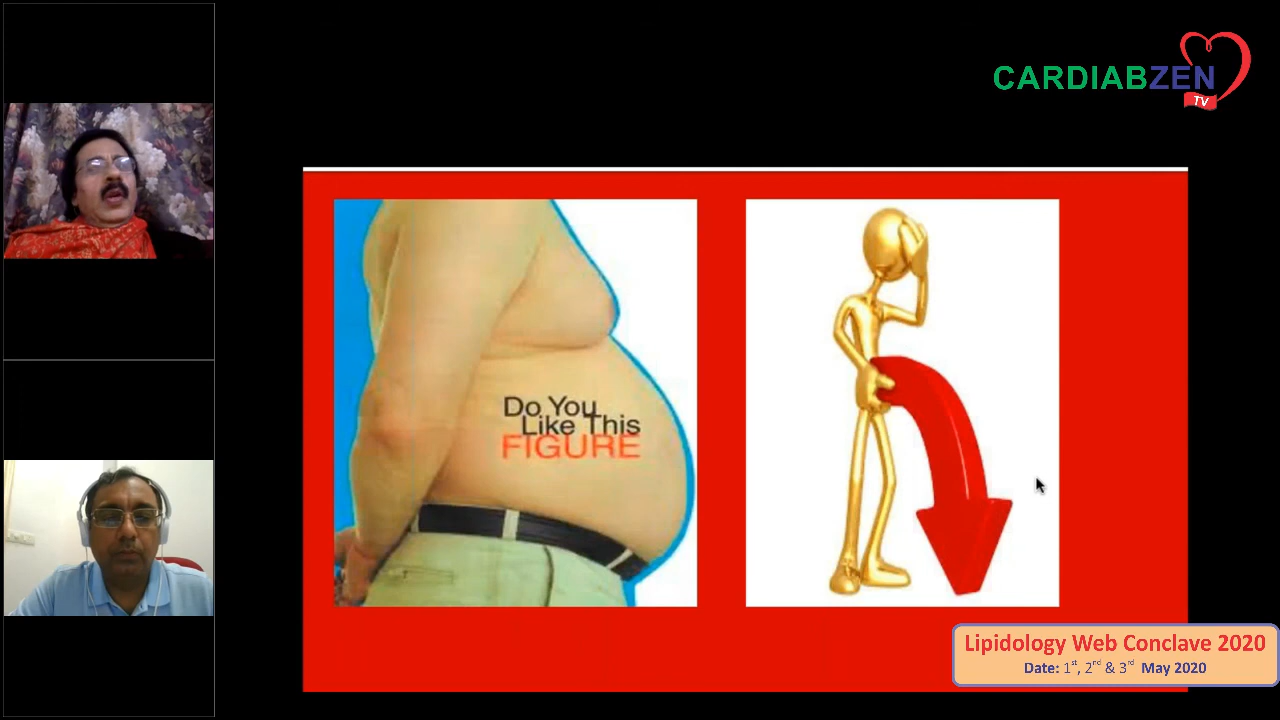 CARDIABZEN
TV
Do You
Like This
FIGURE
Lipidology Web Conclave 2020
Date: 1st, 2nd & 3rd May 2020